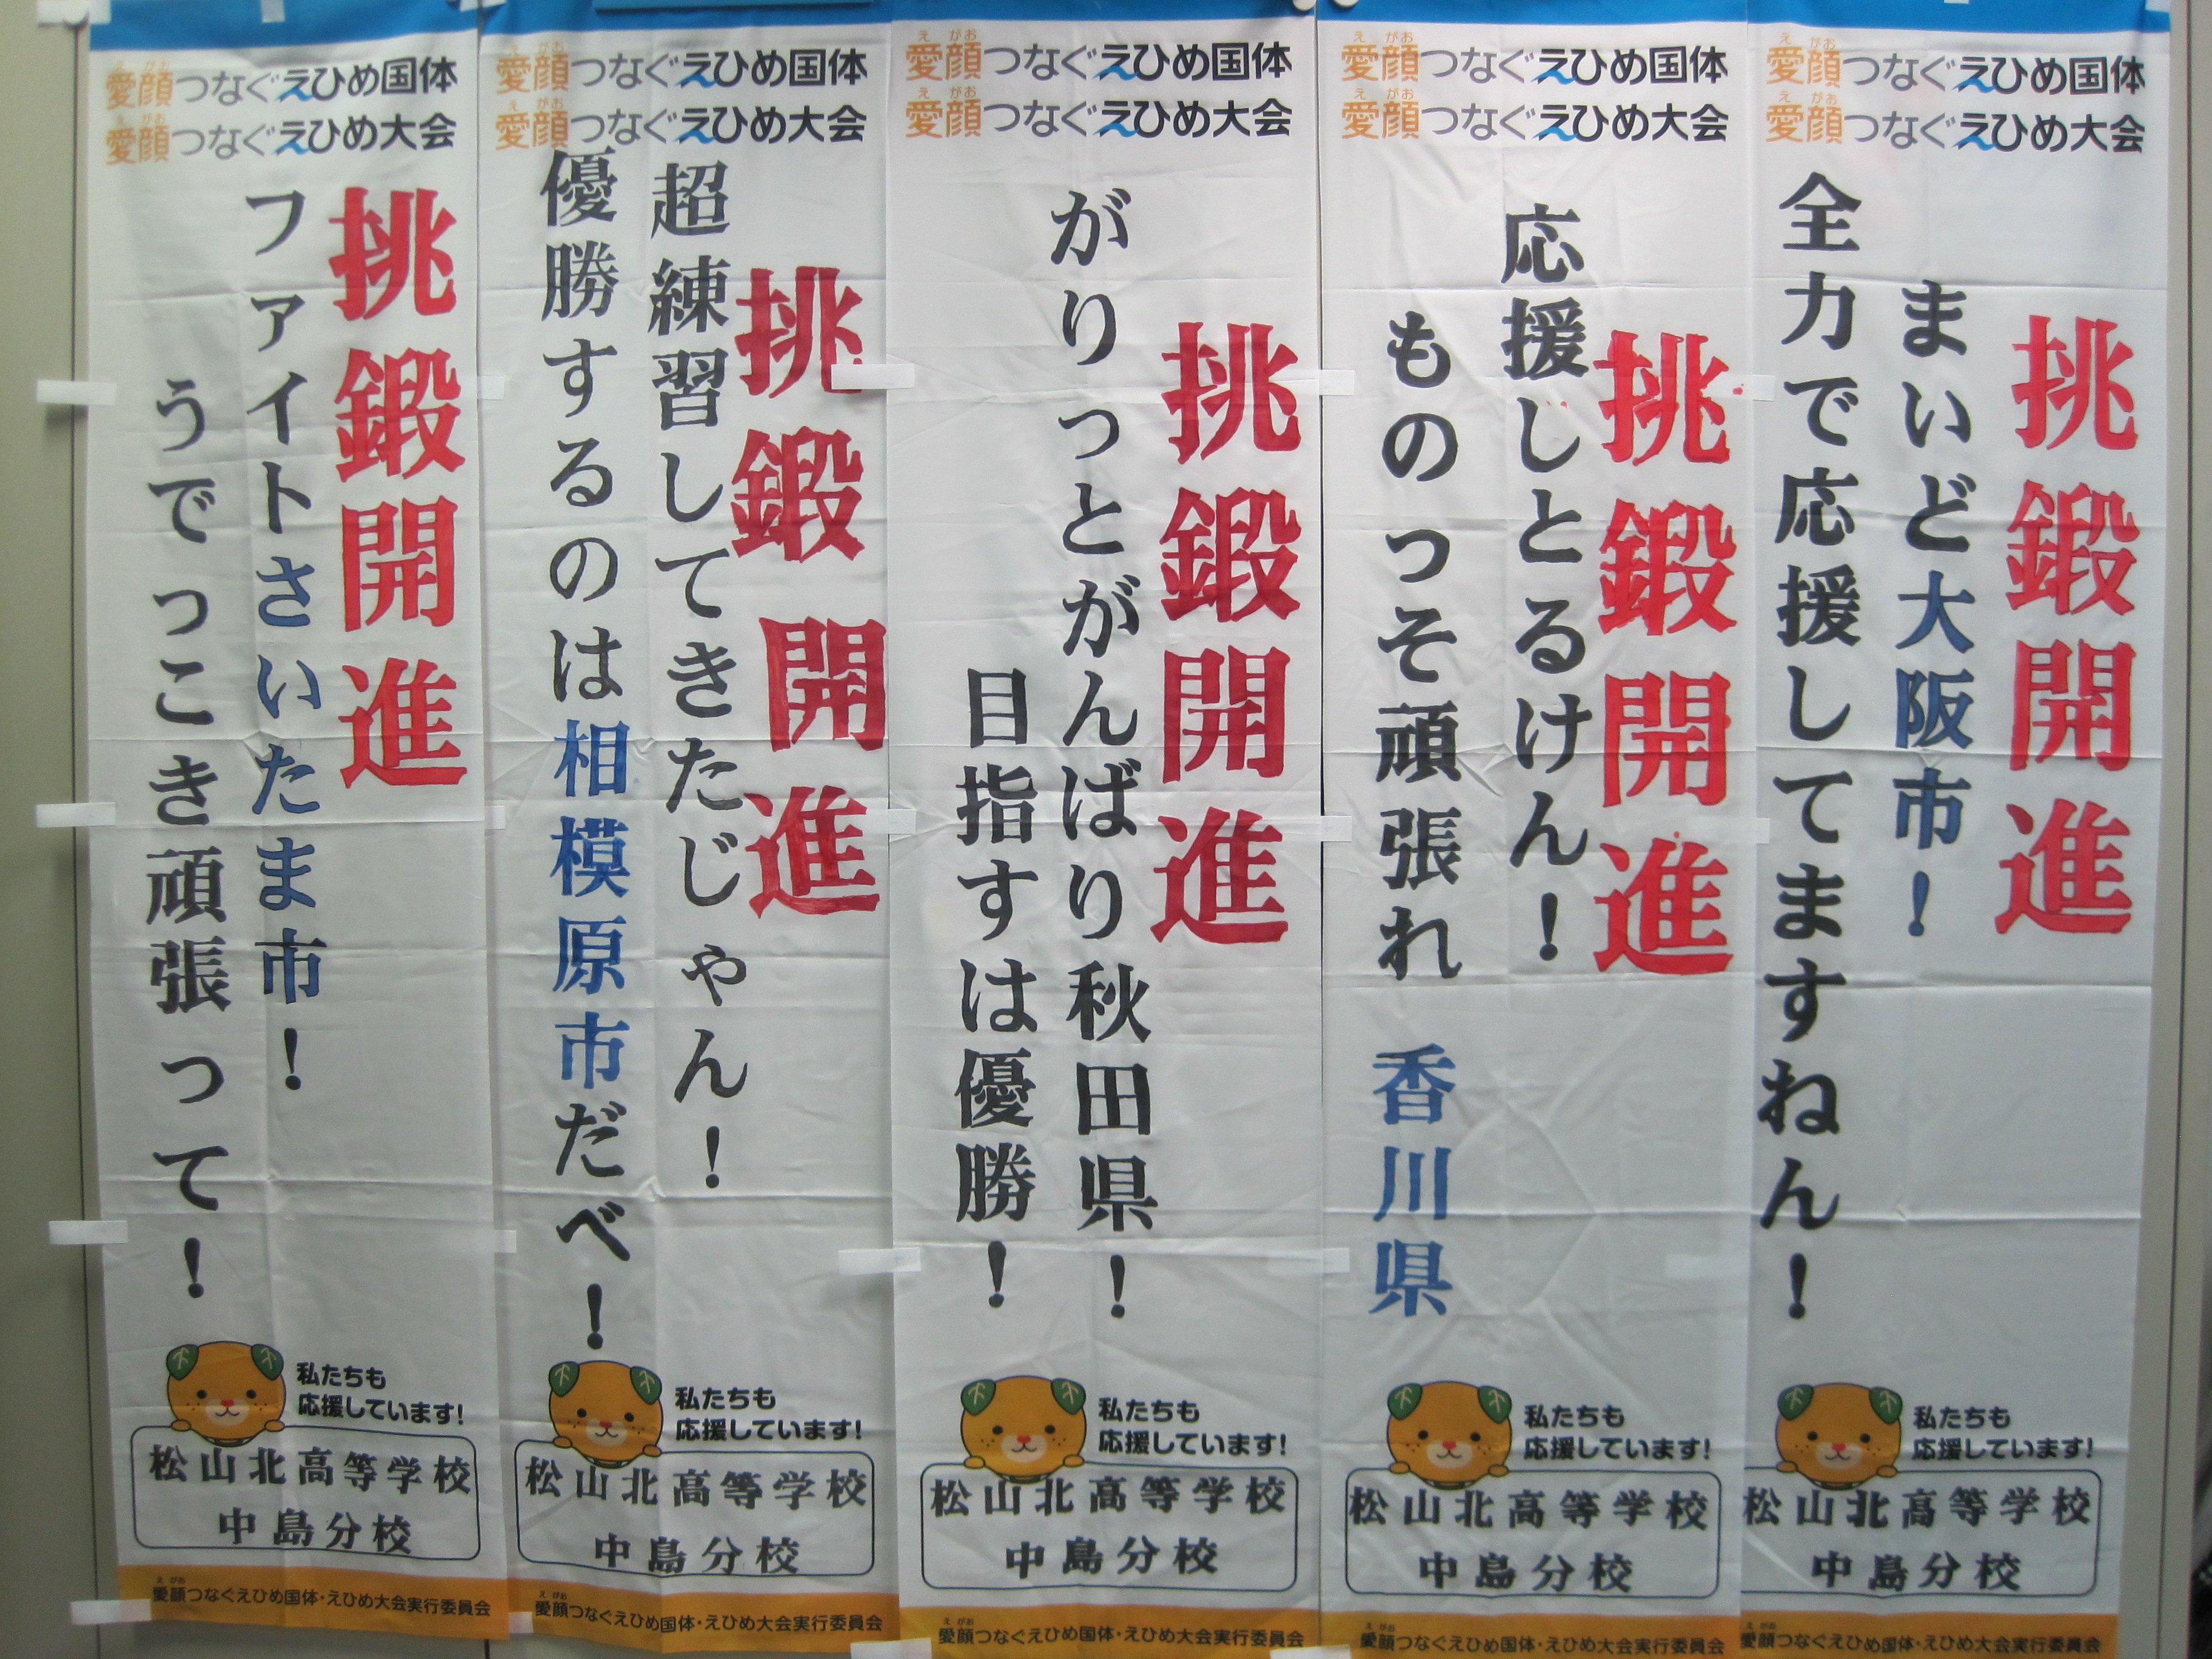 愛顔つなぐえひめ国体
愛顔つなぐえひめ大会
挑鍛開進
まいど大阪市！
全力で応援してますすねん！
私たちも
応援しています！
松山北高等学校
中島分校
愛顔つなぐえひめ国体・えひめ大会実行委員会
愛顔つなぐえひめ国体
愛顔つなぐえひめ大会
挑鍛開進
応援しとるけん！
ものっそ頑張れ 香川県
私たちも
応援しています！
松山北高等学校
中島分校
愛顔つなぐえひめ国体・えひめ大会実行委員会
愛顔つなぐえひめ国体
愛顔つなぐえひめ大会
挑鍛開進
がりっとがんばり秋田県！
目指すは優勝！
私たちも
応援しています！
松山北高等学校
中島分校
愛顔つなぐえひめ国体・えひめ大会実行委員会
愛顔つなぐえひめ国体
愛顔つなぐえひめ大会
挑鍛開進
超練習してきたじゃん！
優勝するのは相模原市だべ！
私たちも
応援しています！
松山北高等学校
中島分校
愛顔つなぐえひめ国体・えひめ大会実行委員会
愛顔つなぐえひめ国体
愛顔つなぐえひめ大会
挑鍛開進
ファイトさいたま市！
うでっこき頑張って！
私たちも
応援しています！
松山北高等学校
中島分校
愛顔つなぐえひめ国体・えひめ大会実行委員会